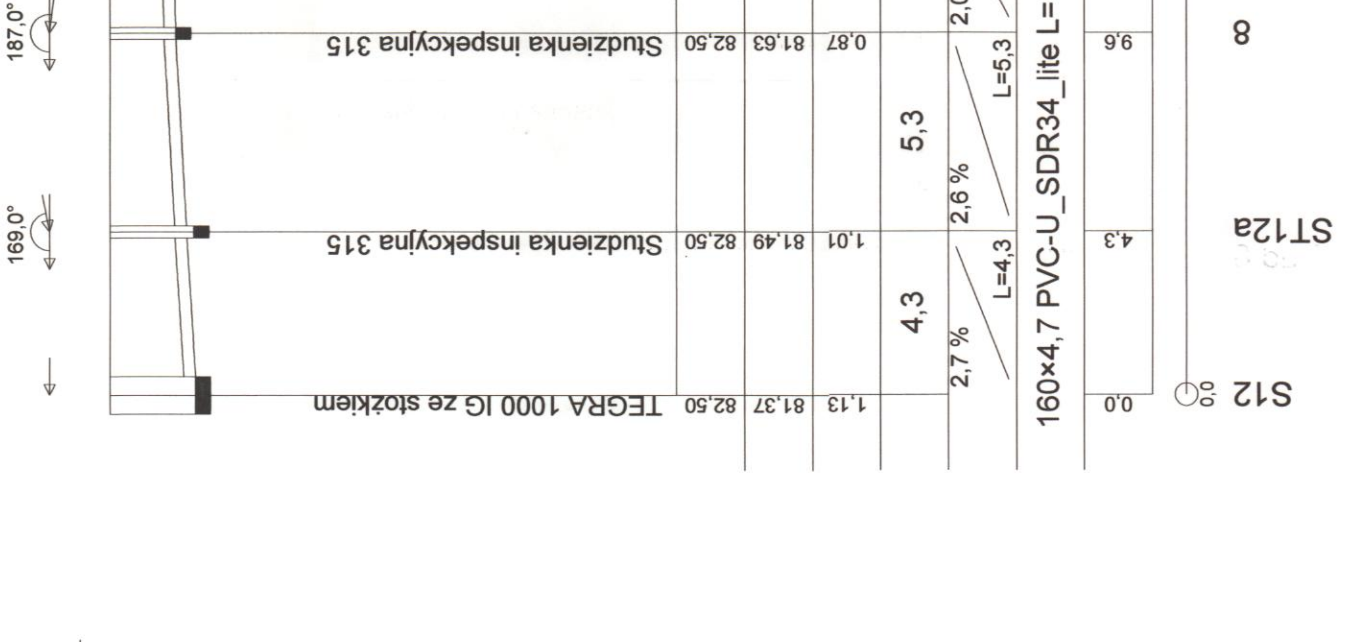 187,0°
Studzienka inspekcyjna 315
82,50
81,63
0,87
L=5,3
9,6
8
5,3
2,6 %
160×4,7 PVC-U_SDR34_lite L=
169,0°
Studzienka inspekcyjna 315
82,50
81,49
1,01
L=4,3
4,3
ST12a
4,3
2,7 %
TEGRA 1000 IG ze stożkiem
82,50
81,37
1,13
0,0
0,0
S12